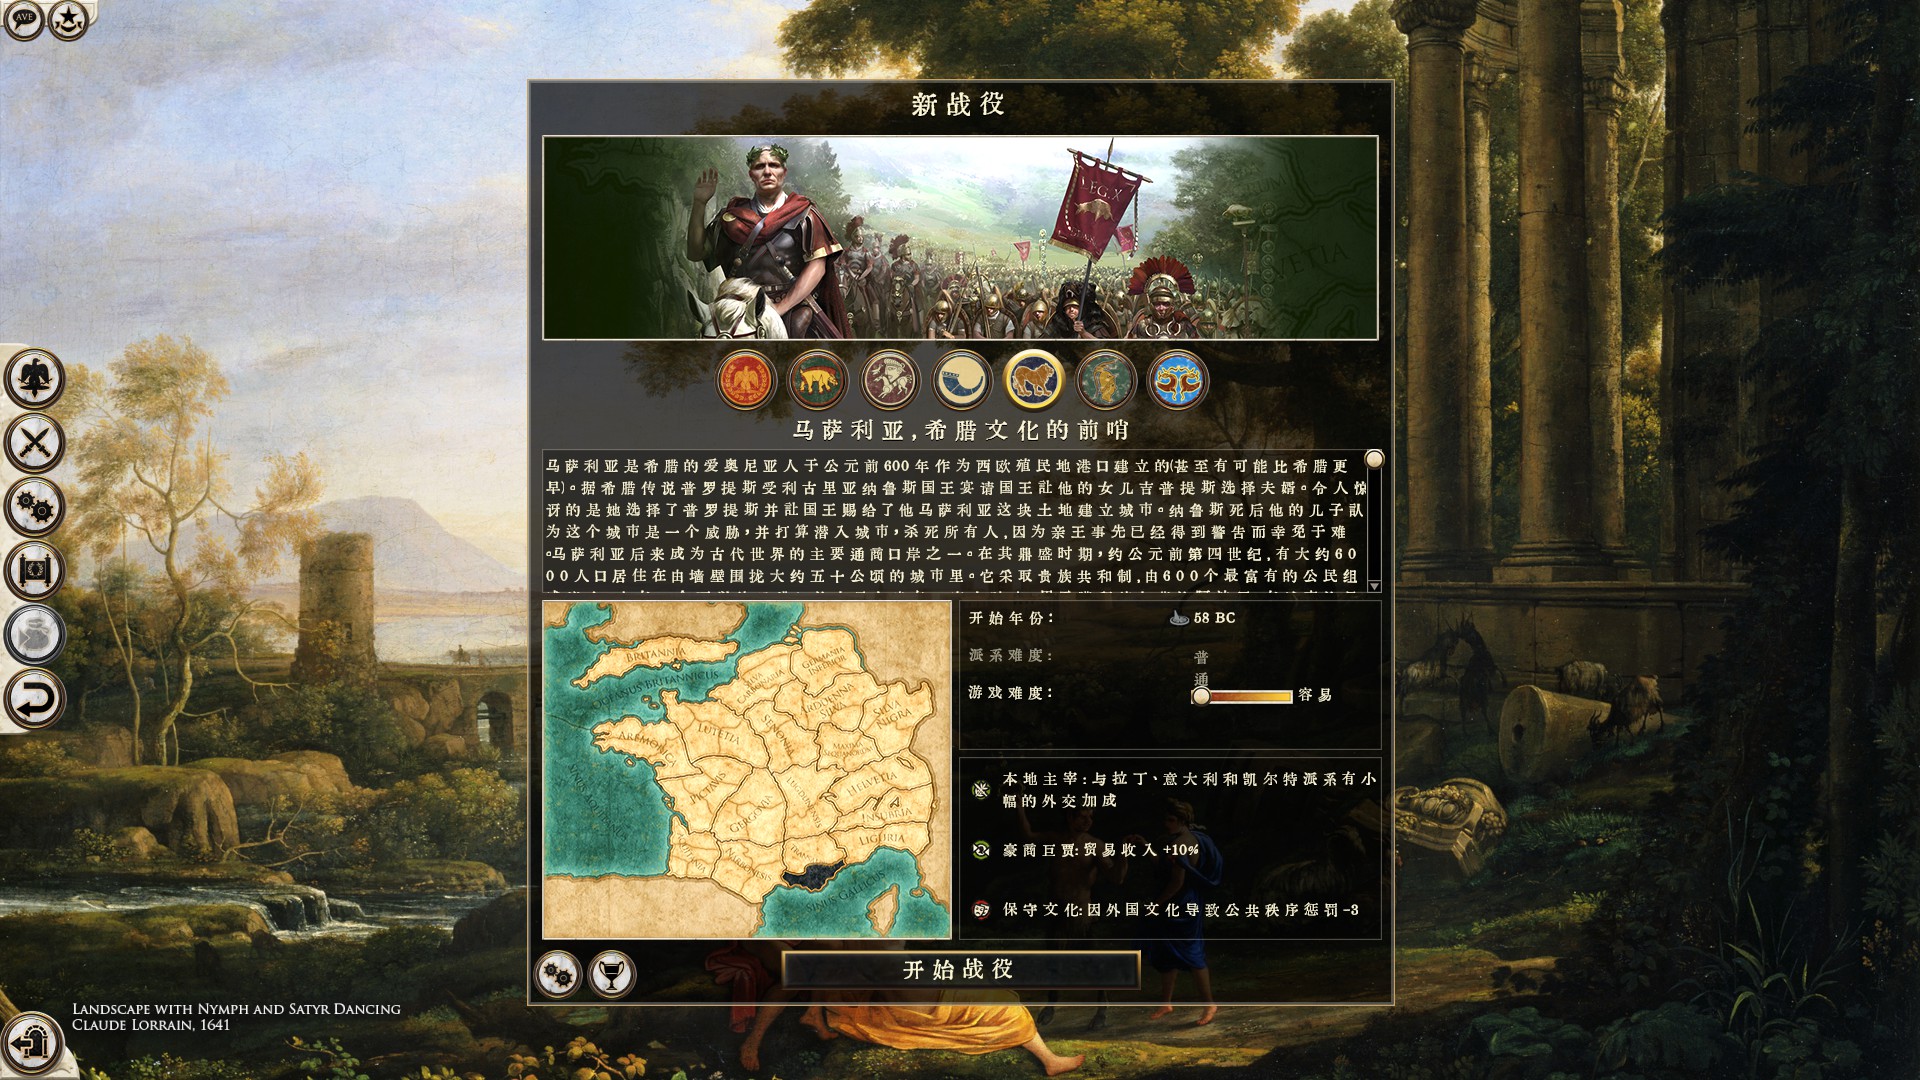 AVE
新战役
LEG·X
VETIA
马萨利亚,希腊文化的前哨
马萨利亚是希腊的爱奥尼亚人于公元前600年作为西欧殖民地港口建立的(甚至有可能比希腊更
早)。据希腊传说普罗提斯受利古里亚纳鲁斯国王宴请国王让他的女儿吉普提斯选择夫婿。令人惊
讶的是她选择了普罗提斯并让国王赐给了他马萨利亚这块土地建立城市。纳鲁斯死后他的儿子认
为这个城市是一个威胁,并打算潜入城市,杀死所有人,因为亲王事先已经得到警告而幸免于难
。马萨利亚后来成为古代世界的主要通商口岸之一。在其鼎盛时期,约公元前第四世纪,有大约60
00人口居住在由墙壁围拢大约五十公顷的城市里。它采取贵族共和制,由600个最富有的公民组
BRITANNIA
OCEANUS BRITANNICUS
GERMANIA
INFERIOR
ARDUENNA
SILVA
SILVA
NIGRA
LUTETIA
AREMORICA
HELVETIA
INSUBRIA
LIGURIA
SINUS GALLICUS
开始年份:
58 BC
派系难度:
普
通
游戏难度:
容易
本地主宰:与拉丁、意大利和凯尔特派系有小
幅的外交加成
豪商巨贾:贸易收入 +10%
保守文化:因外国文化导致公共秩序惩罚-3
开始战役
LANDSCAPE WITH NYMPH AND SATYR DANCING
CLAUDE LORRAIN, 1641